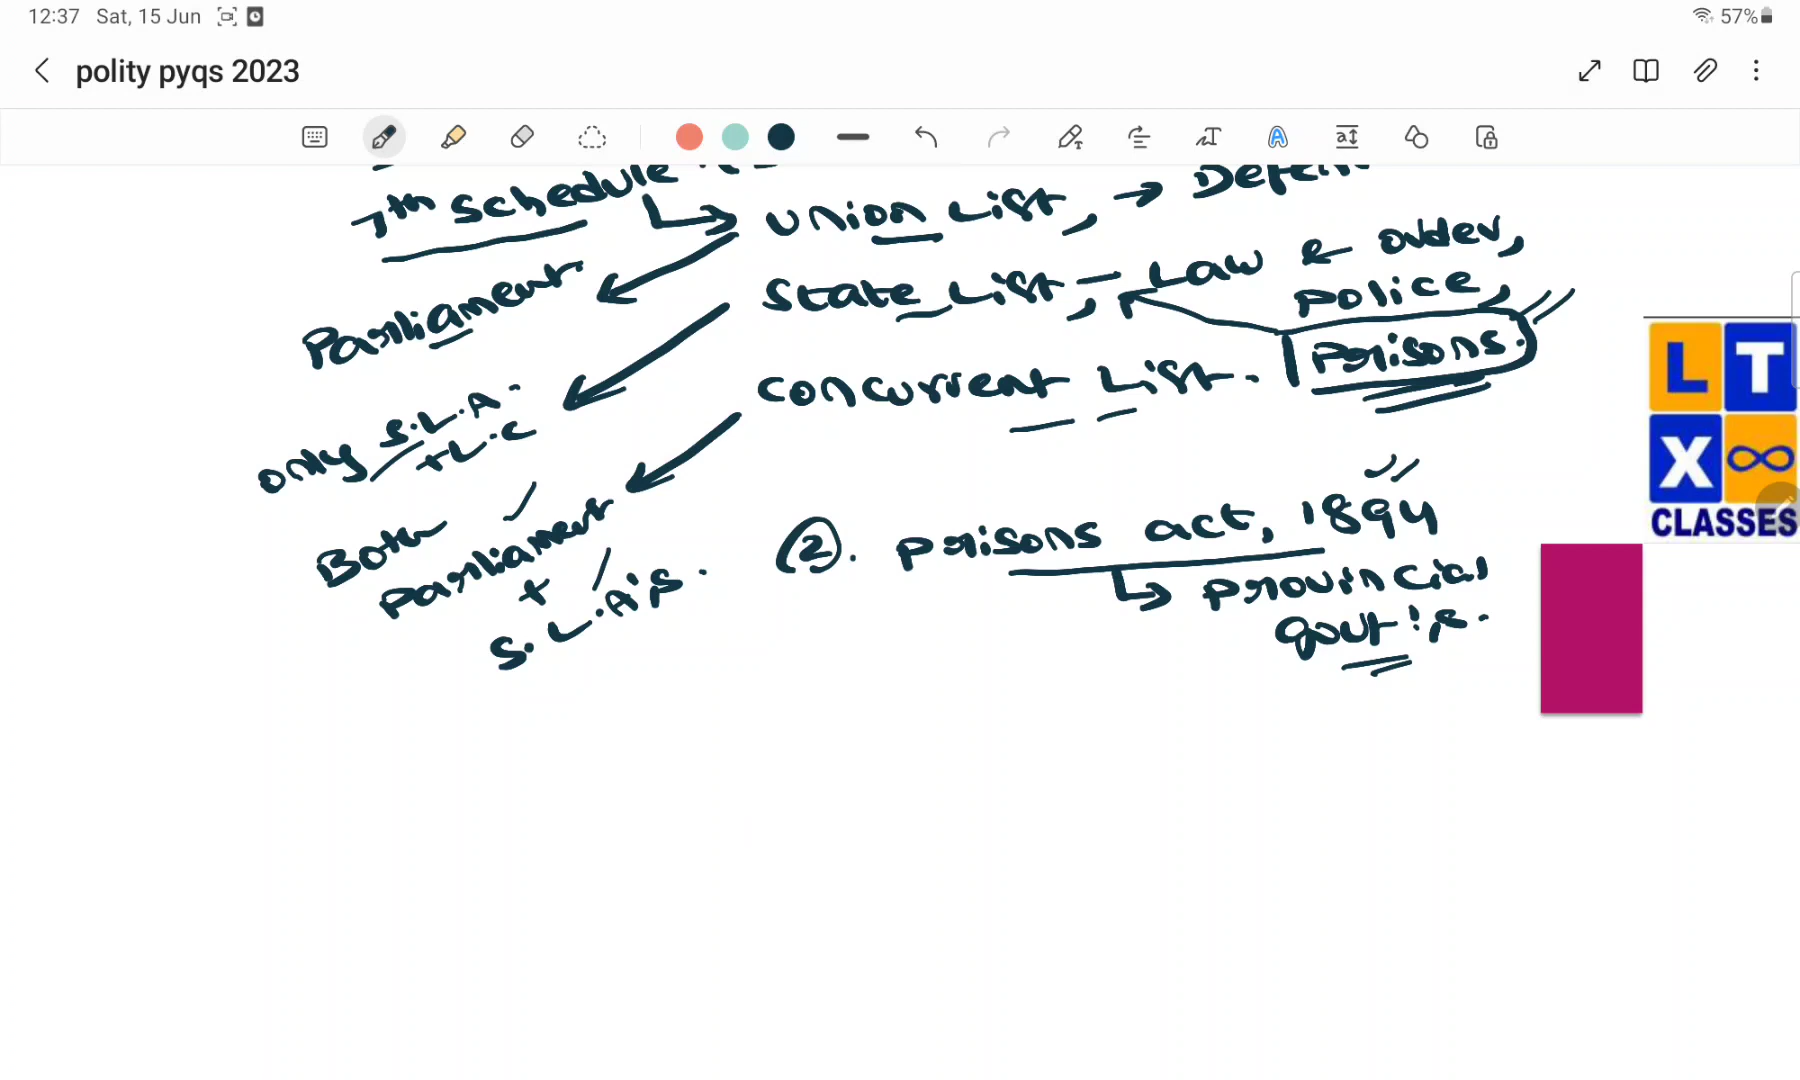 12:37 Sat, 15 Jun 57%
polity pyqs 2023
7th schedule
Union List, → Defen
Parliament.
State List, - Law & order,
Police,
Prisons.
Concurrent List.
only S.L.A.
+ L.C
Both
Parliament
+
S.L.A's.
(2). Prisons act, 1894
↳ provincial
govt's.
L T
X ∞
CLASSES